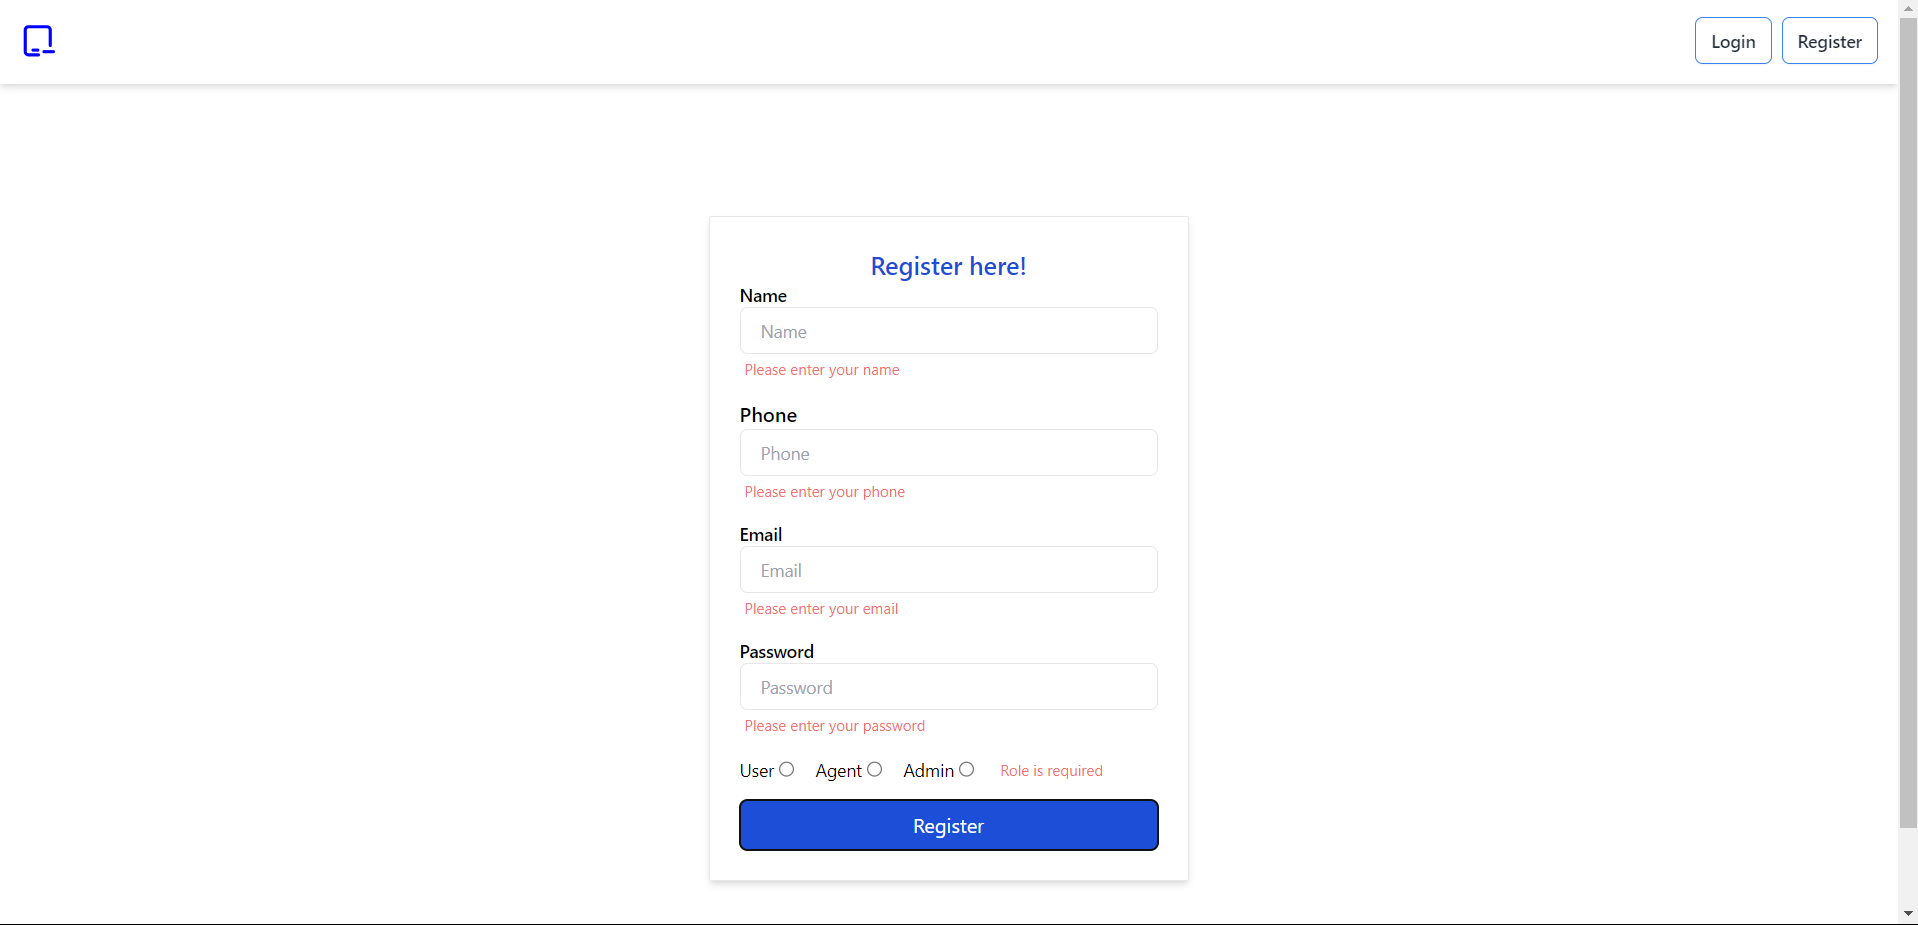 Login Register
Register here!
Name
Name
Please enter your name
Phone
Phone
Please enter your phone
Email
Email
Please enter your email
Password
Password
Please enter your password
User Agent Admin Role is required
Register